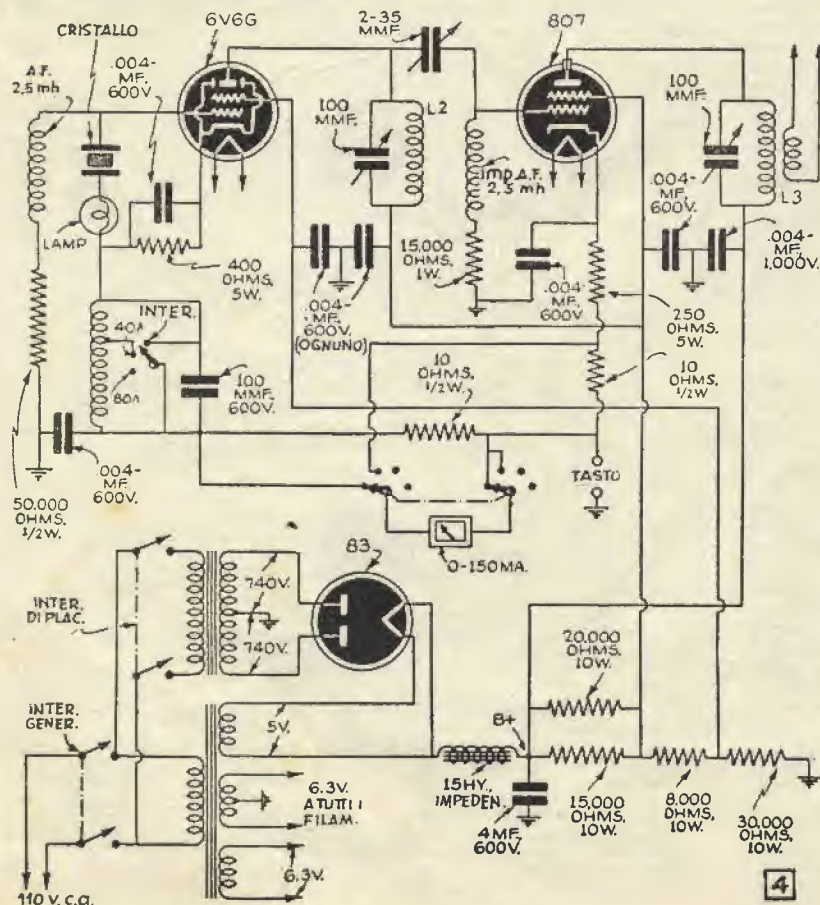 6V6G
2-35
MMF.
807
CRISTALLO
.004-
MF.
600V.
A.F.
2,5 mh
100
MMF.
L2
100
MMF.
imp. A.F.
2,5 mh
.004-
MF.
600V.
L3
LAMP
15,000
OHMS,
1W.
400
OHMS,
5W.
.004-
MF.
600V.
.004-
MF.
1,000V.
INTER.
40A
80A
.004-
MF.
600V.
(OGNUNO)
250
OHMS,
5W.
100
MMF.
600V.
10
OHMS,
1/2W.
10
OHMS,
1/2W
.004-
MF.
600V.
TASTO
50.000
OHMS,
1/2W.
83
0-150MA.
740V.
740V.
INTER.
DI PLAC.
20.000
OHMS,
10W.
INTER.
GENER.
5V.
B+
6.3V.
A TUTTI I
FILAM.
15HY.,
IMPEDEN.
15,000
OHMS,
10W.
8,000
OHMS,
10W.
30,000
OHMS,
10W.
4MF.
600V.
6.3V.
110 V. c.a.
4